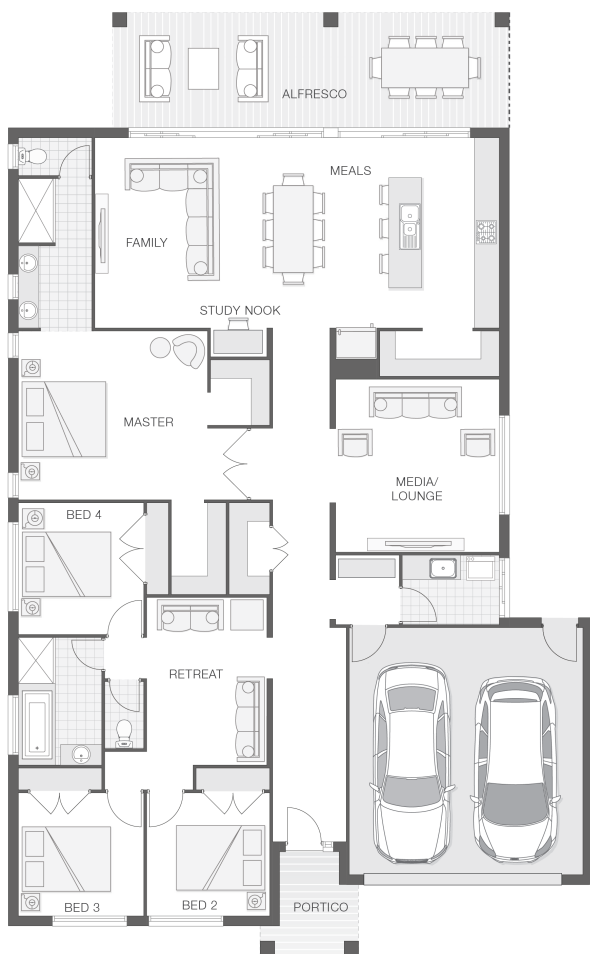 ALFRESCO
MEALS
FAMILY
STUDY NOOK
MASTER
MEDIA/
LOUNGE
BED 4
RETREAT
BED 3
BED 2
PORTICO